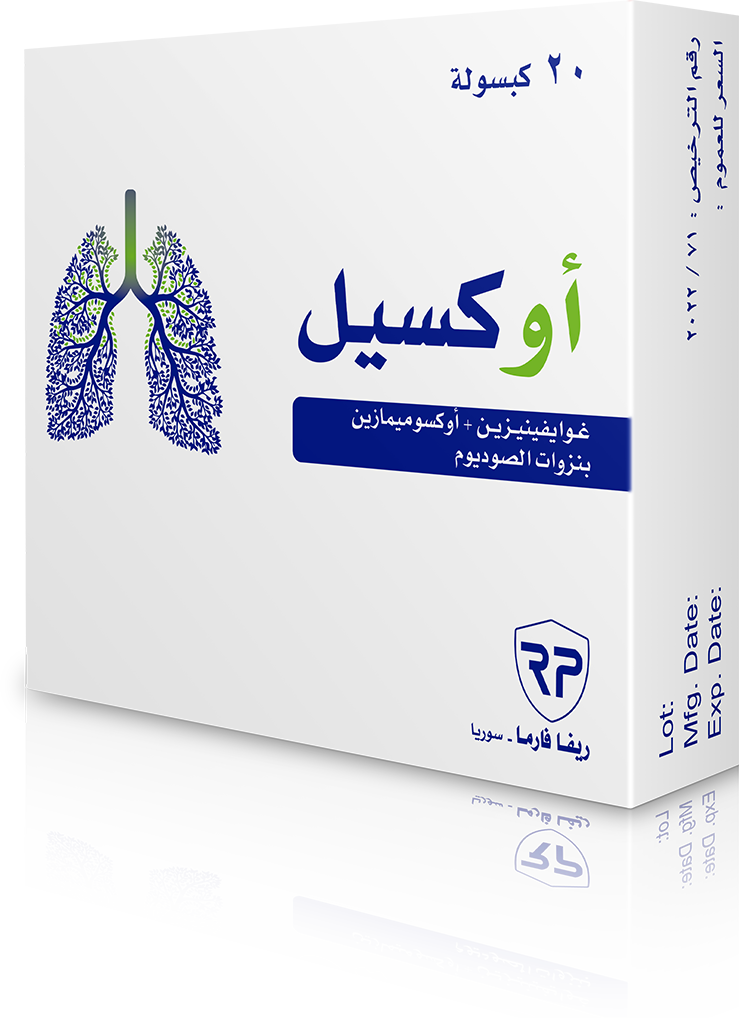 ٢٠ كبسولة
أوكسيل
غوايفينيزين + أوكسوميمازين
بنزوات الصوديوم
RP
ريفا فارما ـ سوريا
رقم الترخيص : ٧١ / ٢٠٢٢
السعر للعموم :
Lot:
Mfg. Date:
Exp. Date: